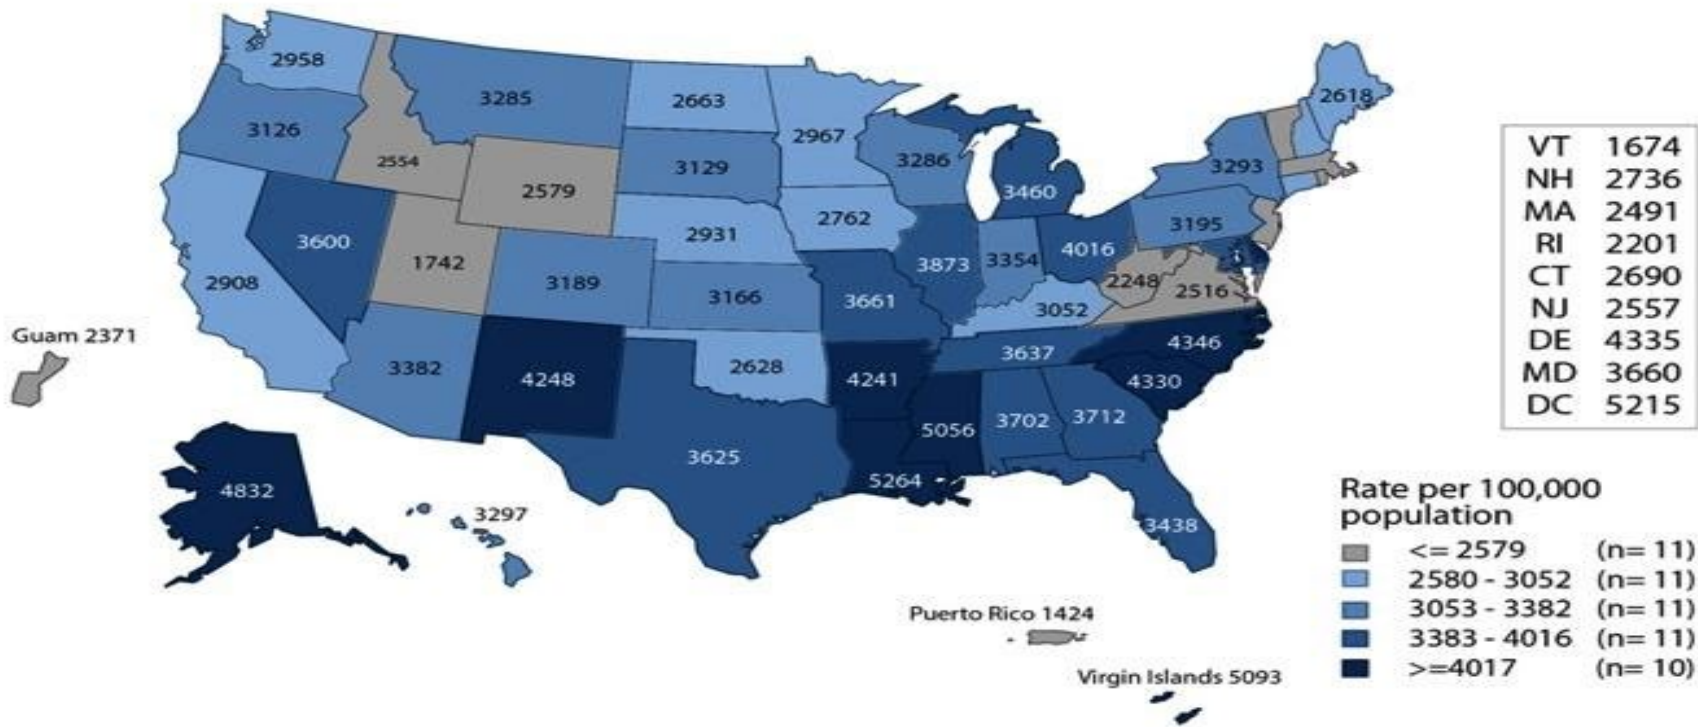 2958
3285
2663
2618
3126
2967
2554
3286
3293
3129
2579
3460
3195
2762
2931
3600
4016
1742
3873
3354
2908
3189
2248
2516
3166
3661
3052
Guam 2371
4346
3637
3382
2628
4248
4241
4330
3712
3702
5056
3625
5264
4832
3297
3438
Puerto Rico 1424
Virgin Islands 5093
VT 1674
NH 2736
MA 2491
RI 2201
CT 2690
NJ 2557
DE 4335
MD 3660
DC 5215
Rate per 100,000
population
<= 2579 (n= 11)
2580 - 3052 (n= 11)
3053 - 3382 (n= 11)
3383 - 4016 (n= 11)
>=4017 (n= 10)